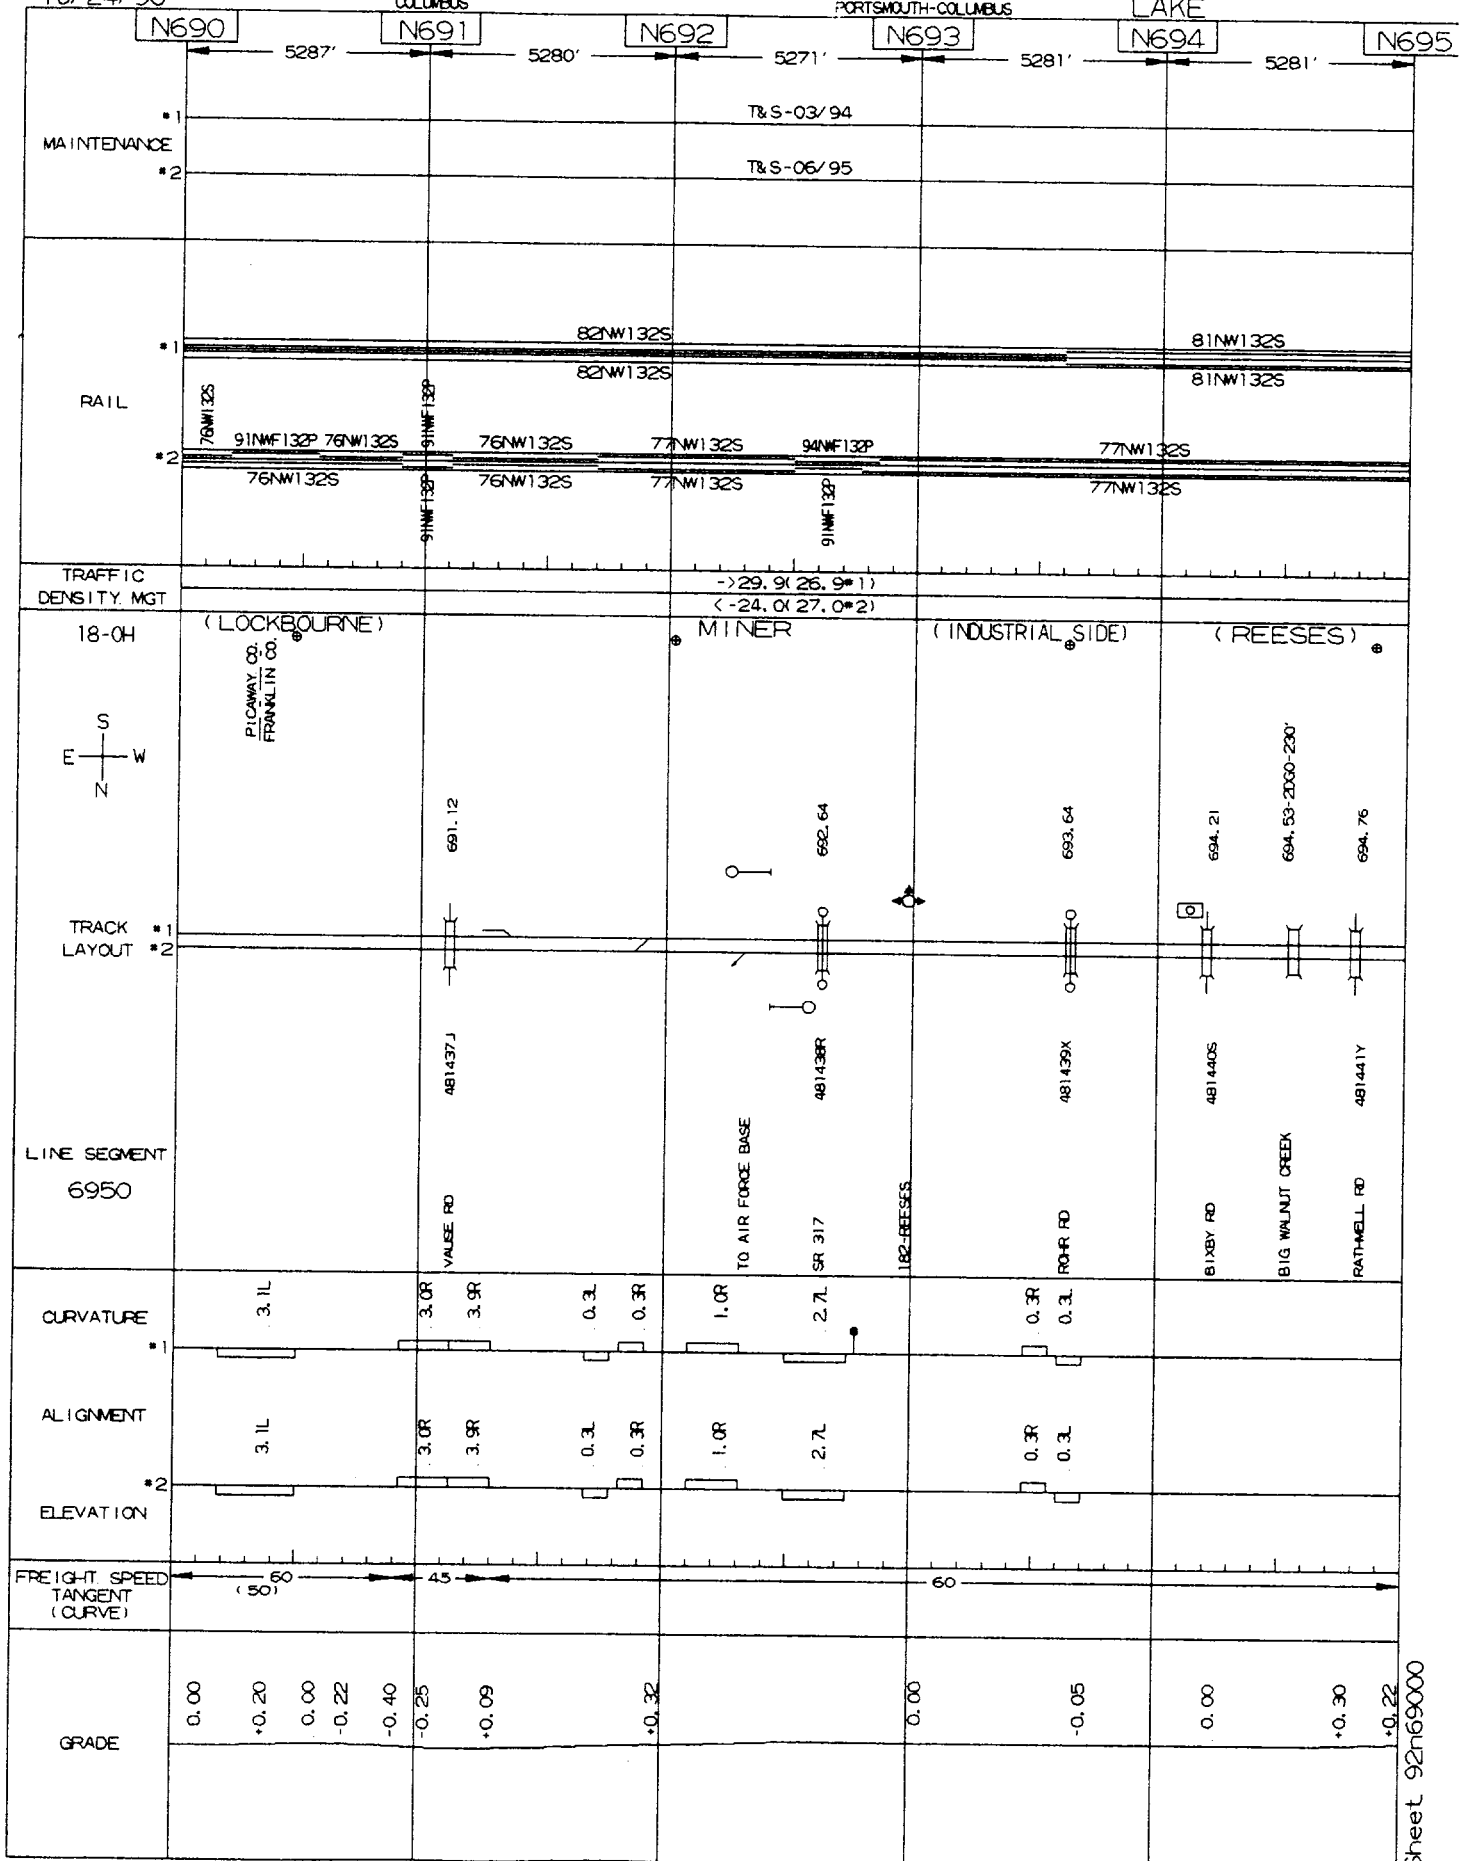 COLUMBUS PORTSMOUTH-COLUMBUS LAKE
N690 N691 N692 N693 N694 N695
5287' 5280' 5271' 5281' 5281'
#1 T&S-03/94
MAINTENANCE
#2 T&S-06/95
82NW132S 81NW132S
#1
82NW132S 81NW132S
RAIL
76NW132S 91NWF132P
91NWF132P 76NW132S 76NW132S 77NW132S 94NWF132P 77NW132S
#2
76NW132S 76NW132S 77NW132S 77NW132S
91NWF132P 91NWF132P
TRAFFIC
DENSITY. MGT
->29.9(26.9#1)
<-24.0(27.0#2)
18-OH (LOCKBOURNE) MINER (INDUSTRIAL SIDE) (REESES)
PICAWAY CO.
FRANKLIN CO.
S
E W
N
691.12 692.64 693.64 694.21 694.53-2DGO-230' 694.76
TRACK #1
LAYOUT #2
481437J 481438R 481439X 481440S 481441Y
LINE SEGMENT
6950
VAUSE RD TO AIR FORCE BASE SR 317 182-REESES ROHR RD BIXBY RD BIG WALNUT CREEK RATHMELL RD
CURVATURE
3.1L 3.0R 3.9R 0.3L 0.3R 1.0R 2.7L 0.3R 0.3L
#1
ALIGNMENT
3.1L 3.0R 3.9R 0.3L 0.3R 1.0R 2.7L 0.3R 0.3L
#2
ELEVATION
FREIGHT SPEED 60 45 60
TANGENT (50)
(CURVE)
0.00 +0.20 0.00 -0.22 -0.40 -0.25 +0.09 +0.32 0.00 -0.05 0.00 +0.30 +0.22
GRADE
Sheet 92n69000